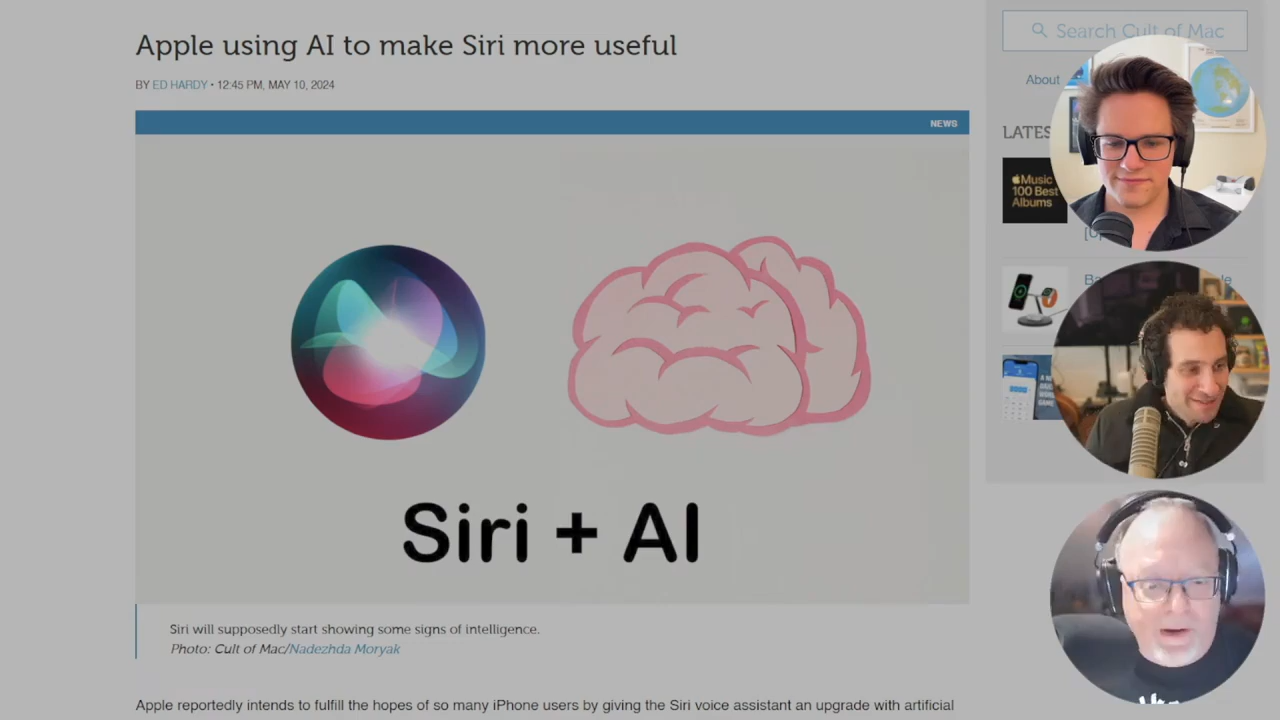 Apple using AI to make Siri more useful
BY ED HARDY • 12:45 PM, MAY 10, 2024
NEWS
Siri + AI
Siri will supposedly start showing some signs of intelligence.
Photo: Cult of Mac/Nadezhda Moryak
Apple reportedly intends to fulfill the hopes of so many iPhone users by giving the Siri voice assistant an upgrade with artificial
Search Cult of Mac
About
LATES
Music
100 Best
Albums